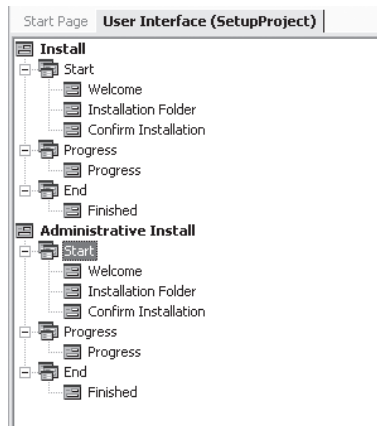 Start Page User Interface (SetupProject)
Install
Start
Welcome
Installation Folder
Confirm Installation
Progress
Progress
End
Finished
Administrative Install
Start
Welcome
Installation Folder
Confirm Installation
Progress
Progress
End
Finished